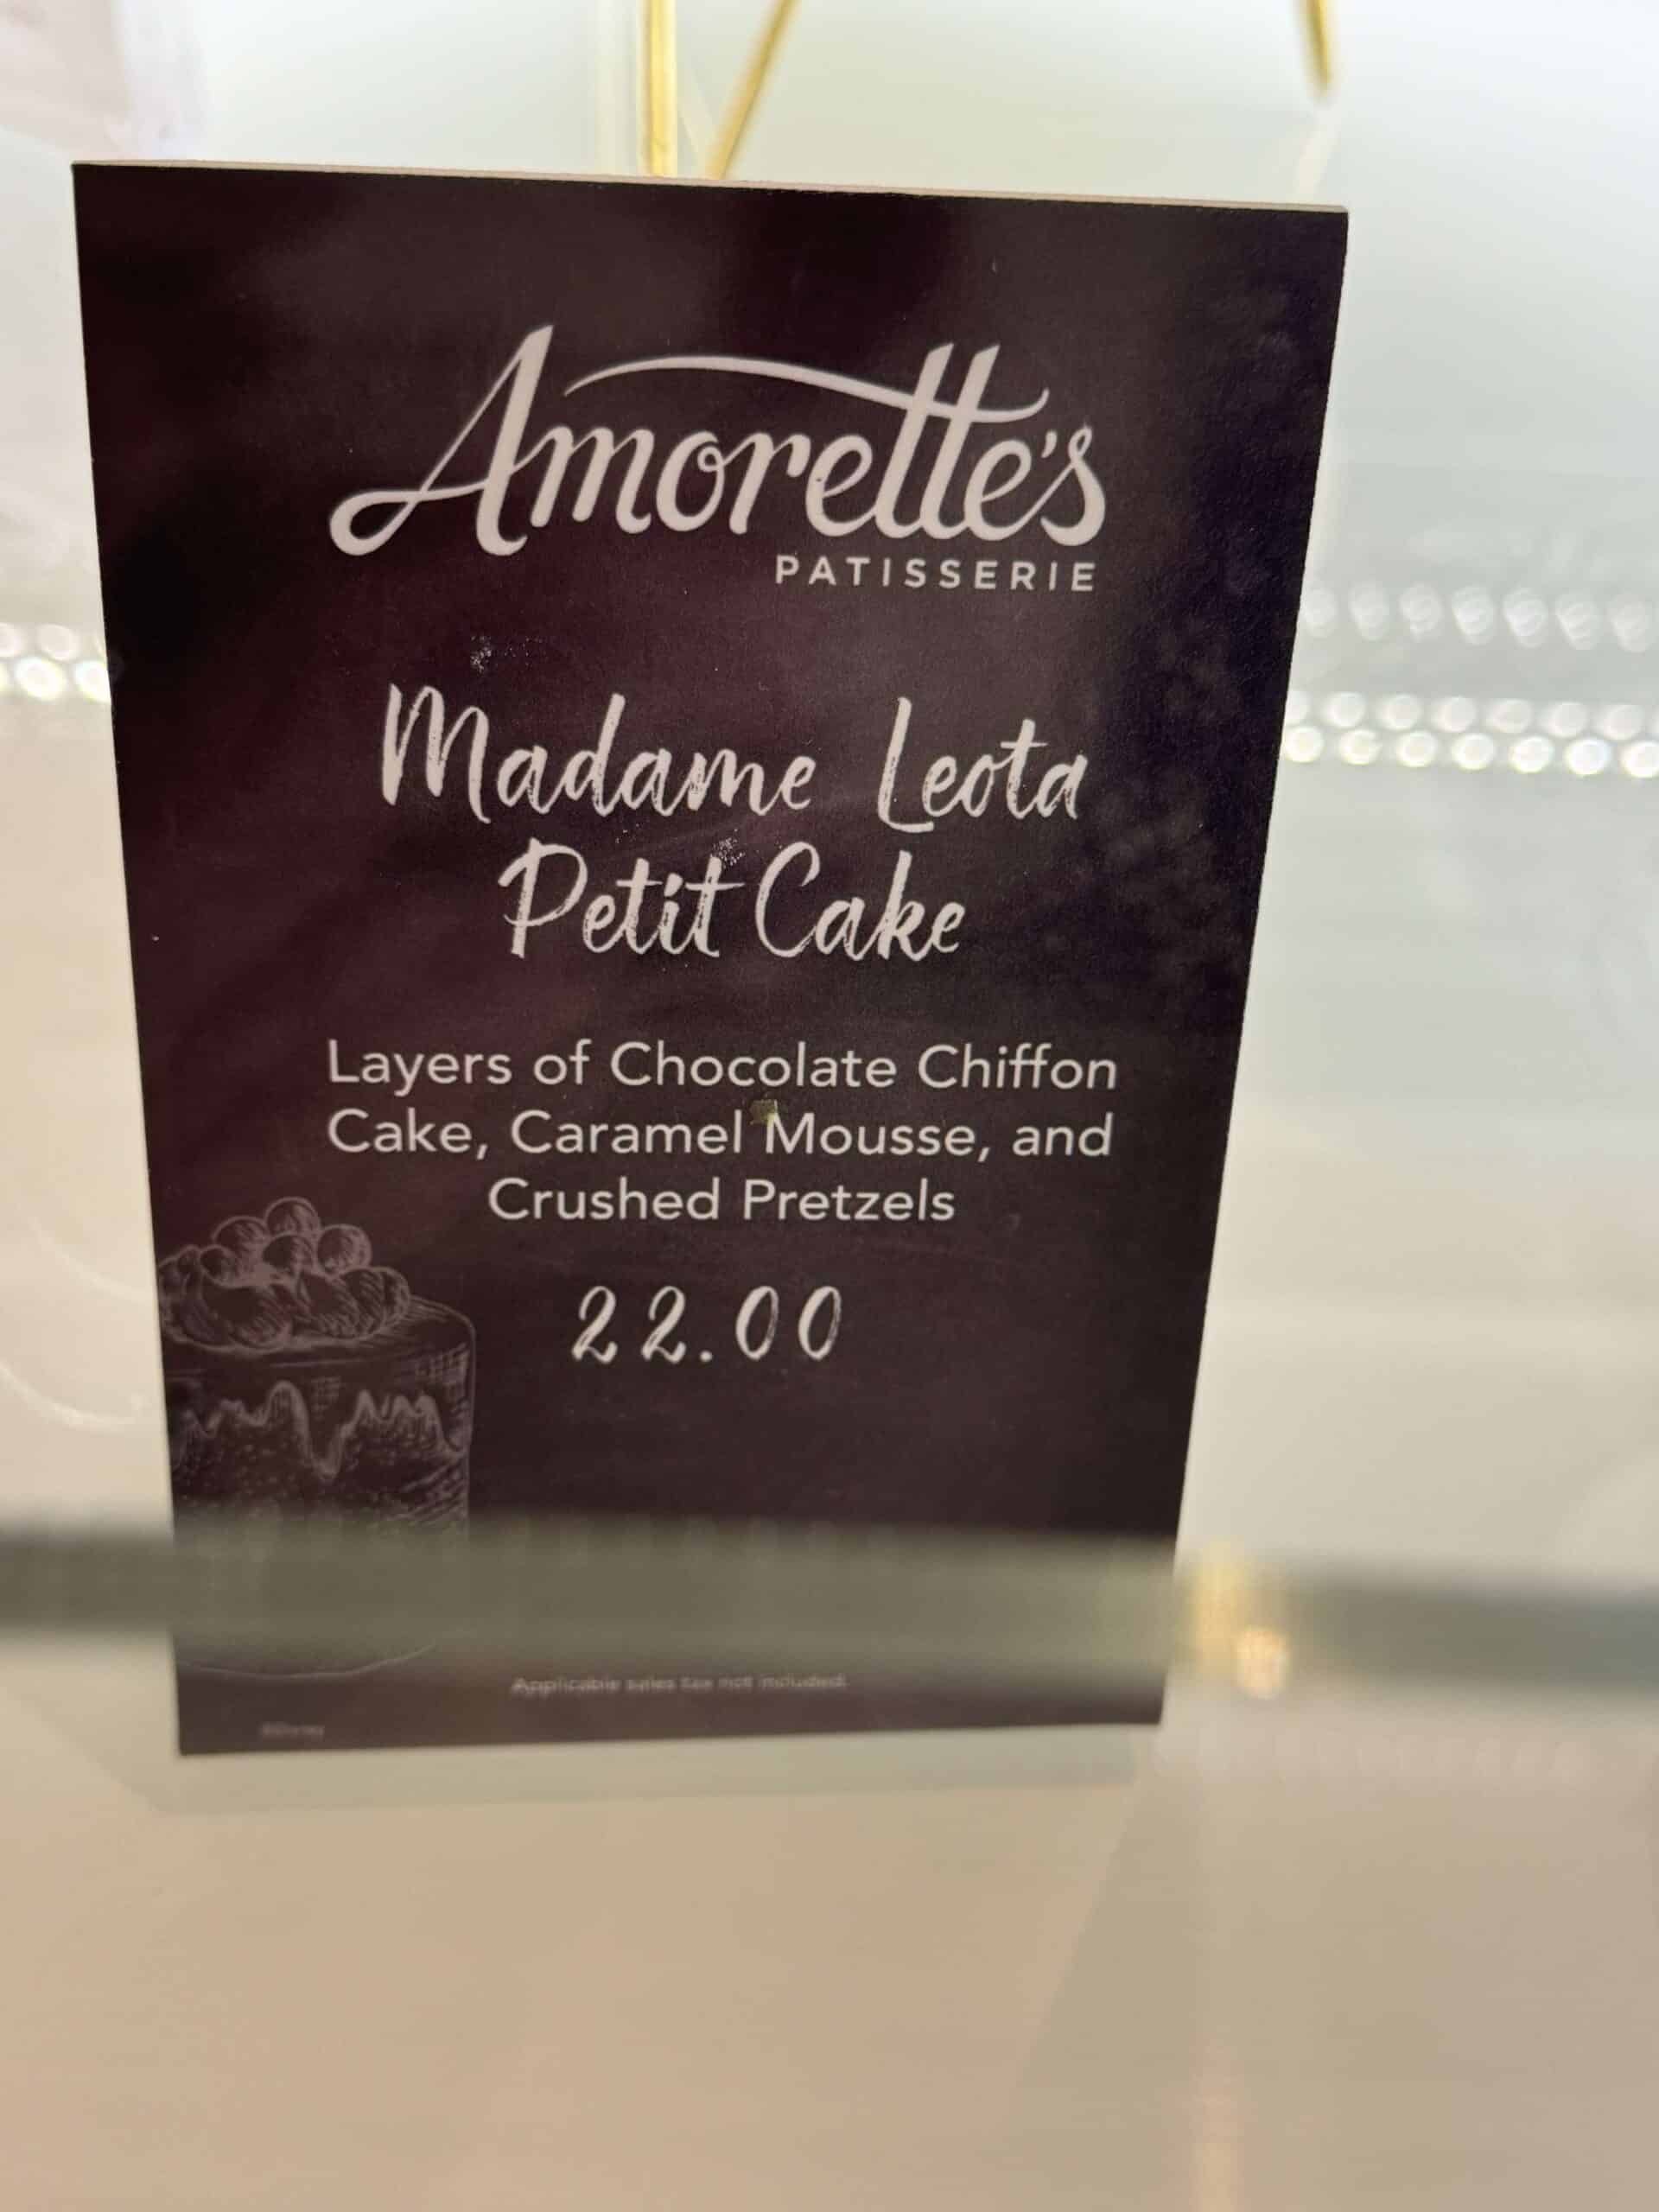 Amorette's
PATISSERIE
Madame Leota
Petit Cake
Layers of Chocolate Chiffon
Cake, Caramel Mousse, and
Crushed Pretzels
22.00
Applicable sales tax not included.
©Disney